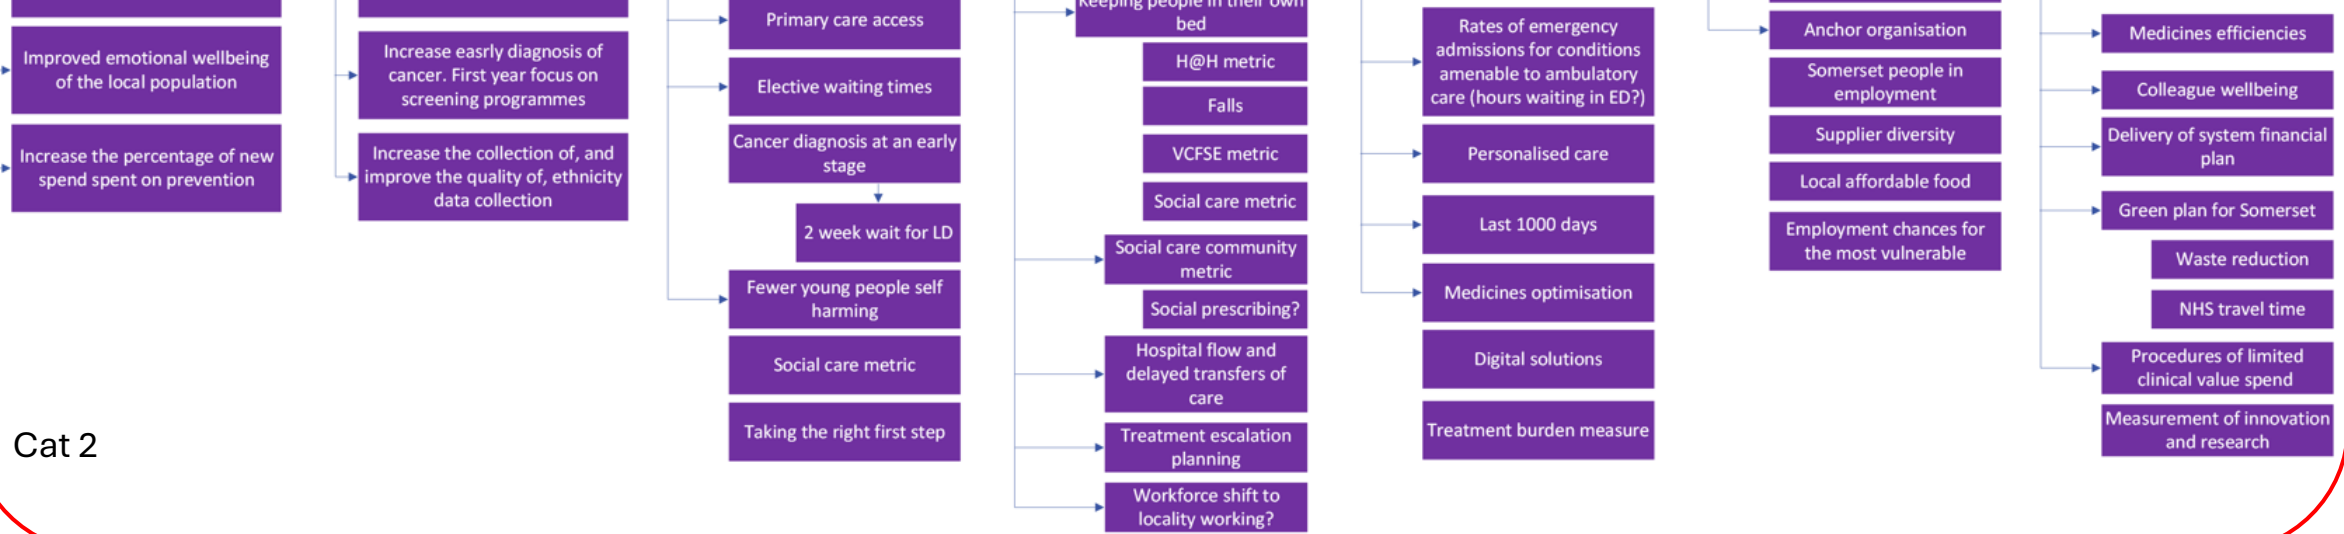 Improved emotional wellbeing
of the local population
Increase the percentage of new
spend spent on prevention
Increase easrly diagnosis of
cancer. First year focus on
screening programmes
Increase the collection of, and
improve the quality of, ethnicity
data collection
Primary care access
Elective waiting times
Cancer diagnosis at an early
stage
2 week wait for LD
Fewer young people self
harming
Social care metric
Taking the right first step
Keeping people in their own
bed
H@H metric
Falls
VCFSE metric
Social care metric
Social care community
metric
Social prescribing?
Hospital flow and
delayed transfers of
care
Treatment escalation
planning
Workforce shift to
locality working?
Rates of emergency
admissions for conditions
amenable to ambulatory
care (hours waiting in ED?)
Personalised care
Last 1000 days
Medicines optimisation
Digital solutions
Treatment burden measure
Anchor organisation
Somerset people in
employment
Supplier diversity
Local affordable food
Employment chances for
the most vulnerable
Medicines efficiencies
Colleague wellbeing
Delivery of system financial
plan
Green plan for Somerset
Waste reduction
NHS travel time
Procedures of limited
clinical value spend
Measurement of innovation
and research
Cat 2